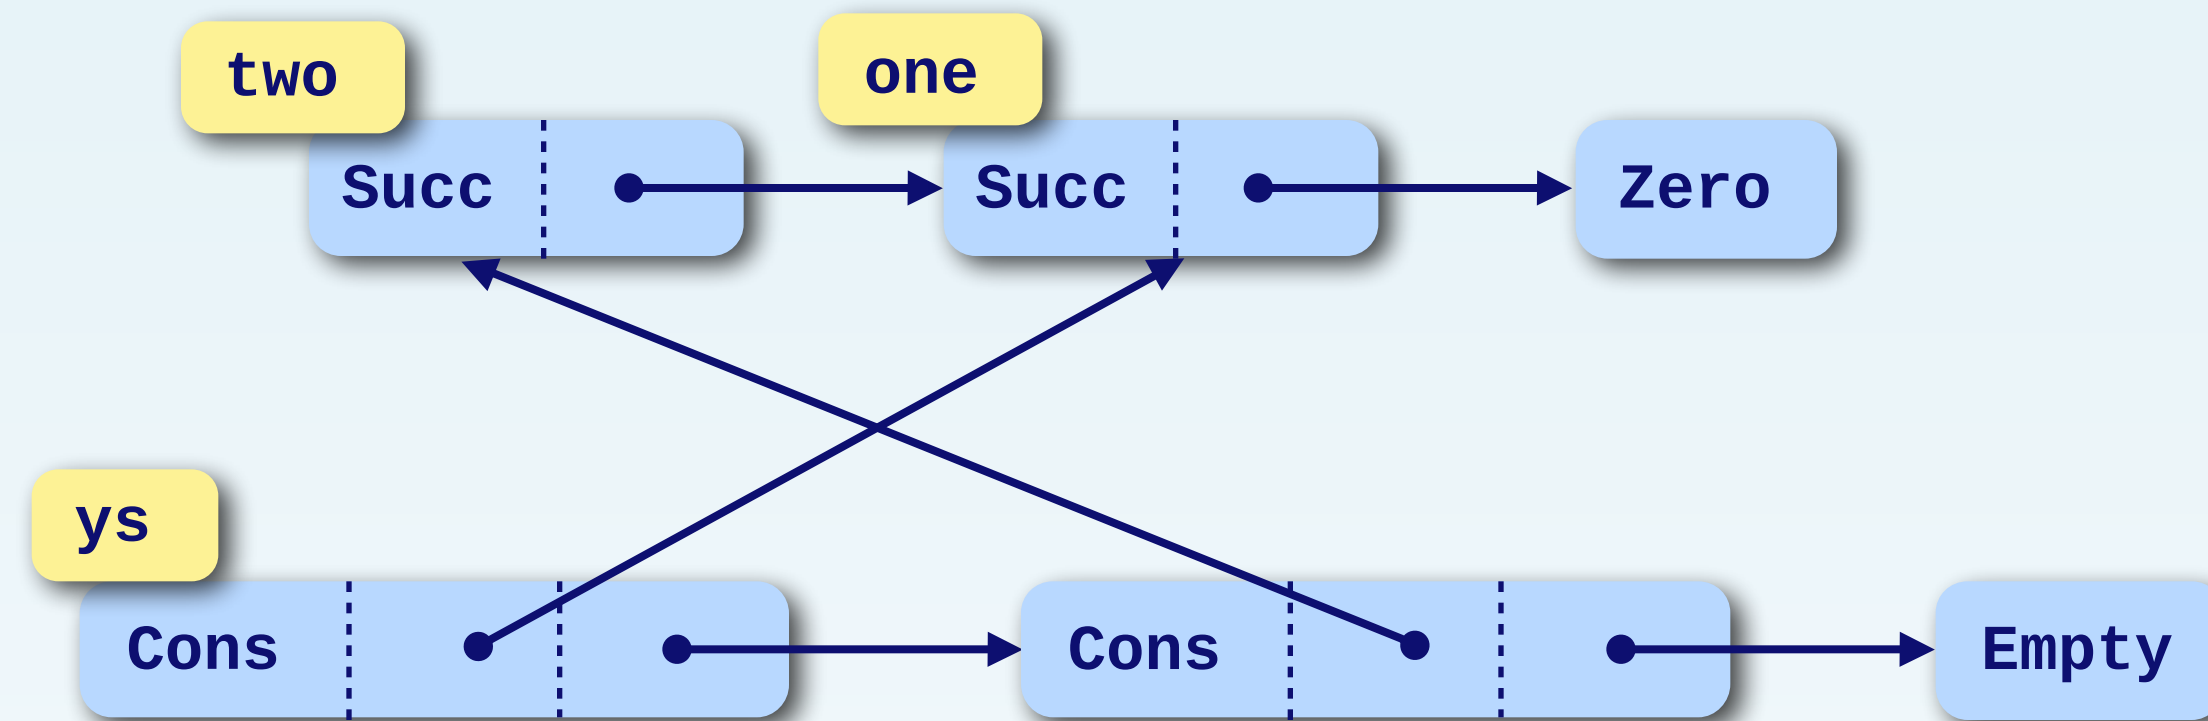 two
one
Succ
Succ
Zero
ys
Cons
Cons
Empty